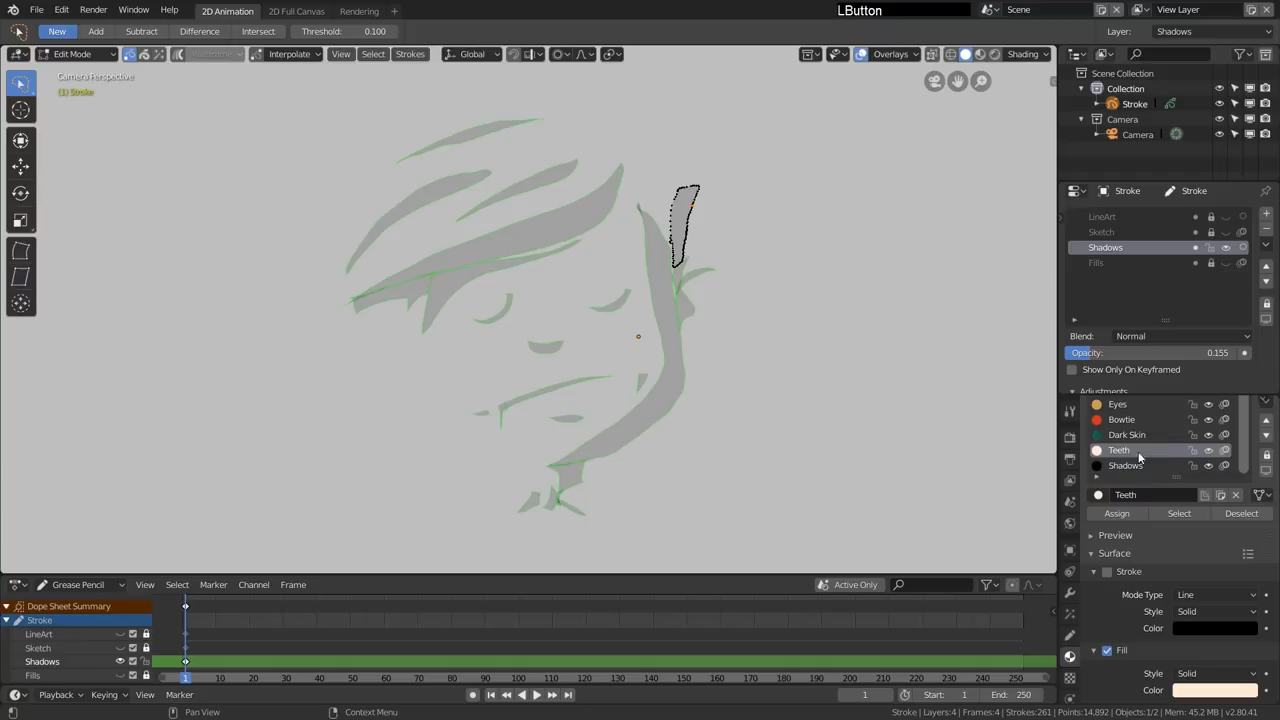 File Edit Render Window Help 2D Animation 2D Full Canvas Rendering + LButton Scene View Layer
New Add Subtract Difference Intersect Threshold: 0.100 Layer: Shadows
Edit Mode Interpolate View Select Strokes Global Overlays Shading
Camera Perspective
(1) Stroke
Scene Collection
Collection
Stroke
Camera
Camera
Stroke Stroke
LineArt
Sketch
Shadows
Fills
Blend: Normal
Opacity: 0.155
Show Only On Keyframed
Adjustments
Eyes
Bowtie
Dark Skin
Teeth
Shadows
Teeth
Assign Select Deselect
Preview
Surface
Stroke
Mode Type Line
Style Solid
Color
Fill
Style Solid
Color
Grease Pencil View Select Marker Channel Frame Active Only
Dope Sheet Summary
Stroke
LineArt
Sketch
Shadows
Fills
1 10 20 30 40 50 60 70 80 90 100 110 120 130 140 150 160 170 180 190 200 210 220 230 240 250
Playback Keying View Marker 1 Start: 1 End: 250
Pan View Context Menu Stroke | Layers:4 | Frames:4 | Strokes:261 | Points:14,892 | Objects:1/2 | Mem: 45.2 MB | v2.80.41